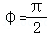 Φ = π/2